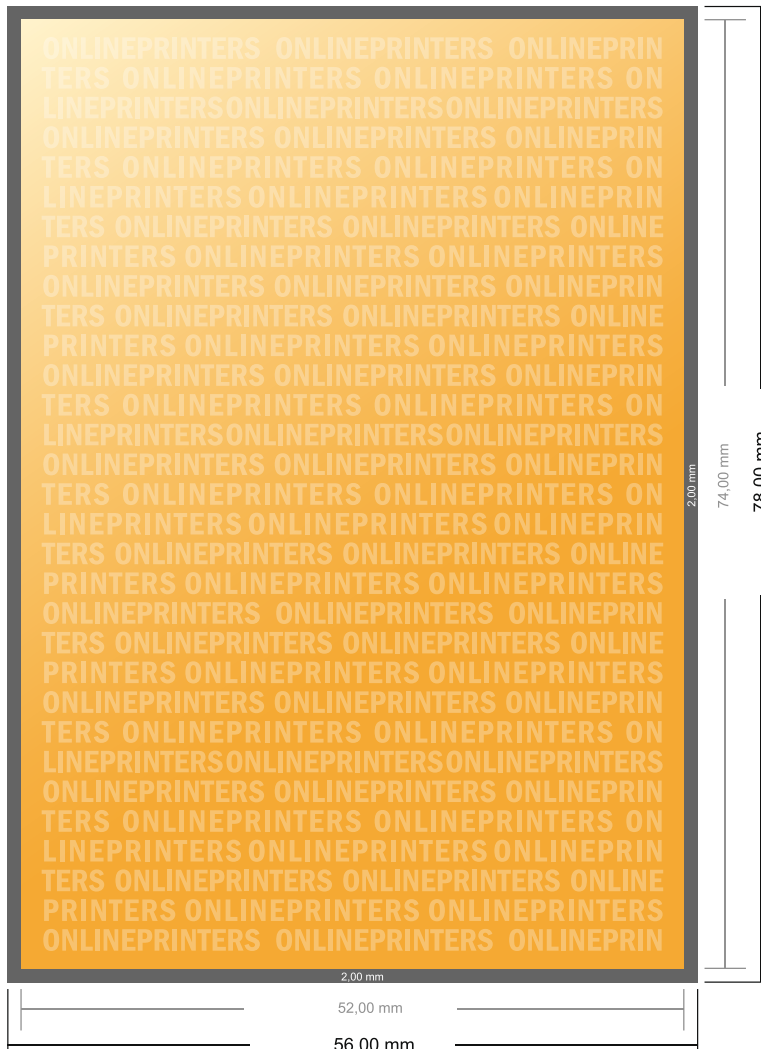 ONLINEPRINTERS ONLINEPRINTERS ONLINEPRIN
TERS ONLINEPRINTERS ONLINEPRINTERS ON
LINEPRINTERSONLINEPRINTERSONLINEPRINTERS
ONLINEPRINTERS ONLINEPRINTERS ONLINEPRIN
TERS ONLINEPRINTERS ONLINEPRINTERS ON
LINEPRINTERS ONLINEPRINTERS ONLINEPRIN
TERS ONLINEPRINTERS ONLINEPRINTERS ONLINE
PRINTERS ONLINEPRINTERS ONLINEPRINTERS
ONLINEPRINTERS ONLINEPRINTERS ONLINEPRIN
TERS ONLINEPRINTERS ONLINEPRINTERS ONLINE
PRINTERS ONLINEPRINTERS ONLINEPRINTERS
ONLINEPRINTERS ONLINEPRINTERS ONLINEPRIN
TERS ONLINEPRINTERS ONLINEPRINTERS ON
LINEPRINTERSONLINEPRINTERSONLINEPRINTERS
ONLINEPRINTERS ONLINEPRINTERS ONLINEPRIN
TERS ONLINEPRINTERS ONLINEPRINTERS ON
LINEPRINTERS ONLINEPRINTERS ONLINEPRIN
TERS ONLINEPRINTERS ONLINEPRINTERS ONLINE
PRINTERS ONLINEPRINTERS ONLINEPRINTERS
ONLINEPRINTERS ONLINEPRINTERS ONLINEPRIN
TERS ONLINEPRINTERS ONLINEPRINTERS ONLINE
PRINTERS ONLINEPRINTERS ONLINEPRINTERS
ONLINEPRINTERS ONLINEPRINTERS ONLINEPRIN
TERS ONLINEPRINTERS ONLINEPRINTERS ON
LINEPRINTERSONLINEPRINTERSONLINEPRINTERS
ONLINEPRINTERS ONLINEPRINTERS ONLINEPRIN
TERS ONLINEPRINTERS ONLINEPRINTERS ON
LINEPRINTERS ONLINEPRINTERS ONLINEPRIN
TERS ONLINEPRINTERS ONLINEPRINTERS ONLINE
PRINTERS ONLINEPRINTERS ONLINEPRINTERS
ONLINEPRINTERS ONLINEPRINTERS ONLINEPRIN
2,00 mm
74,00 mm
78,00 mm
2,00 mm
52,00 mm
56,00 mm